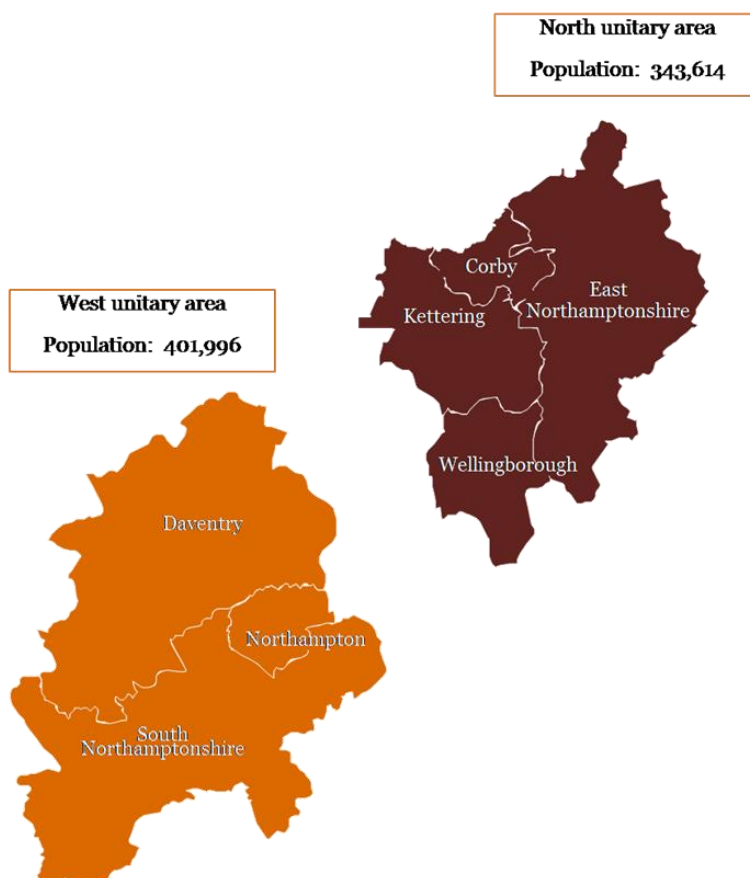 North unitary area
Population: 343,614
Corby
East
Northamptonshire
Kettering
West unitary area
Population: 401,996
Wellingborough
Daventry
Northampton
South
Northamptonshire